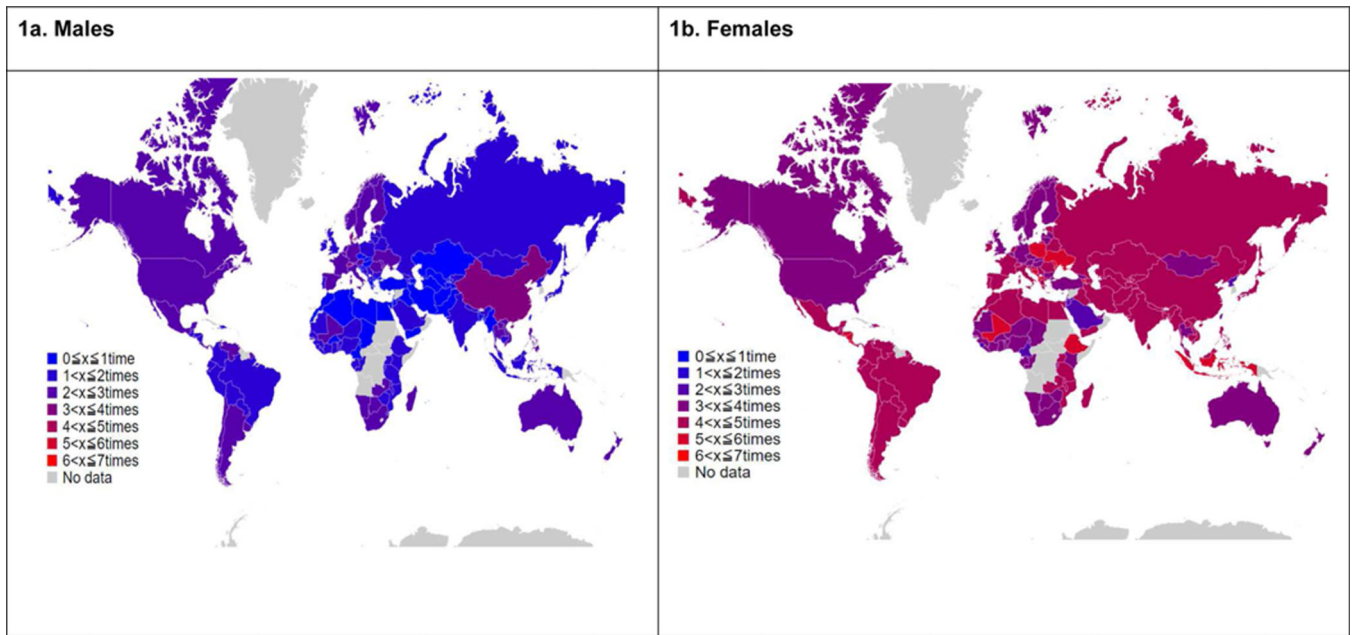 1a. Males
1b. Females
0≦x≦1time
1<x≦2times
2<x≦3times
3<x≦4times
4<x≦5times
5<x≦6times
6<x≦7times
No data
0≦x≦1time
1<x≦2times
2<x≦3times
3<x≦4times
4<x≦5times
5<x≦6times
6<x≦7times
No data